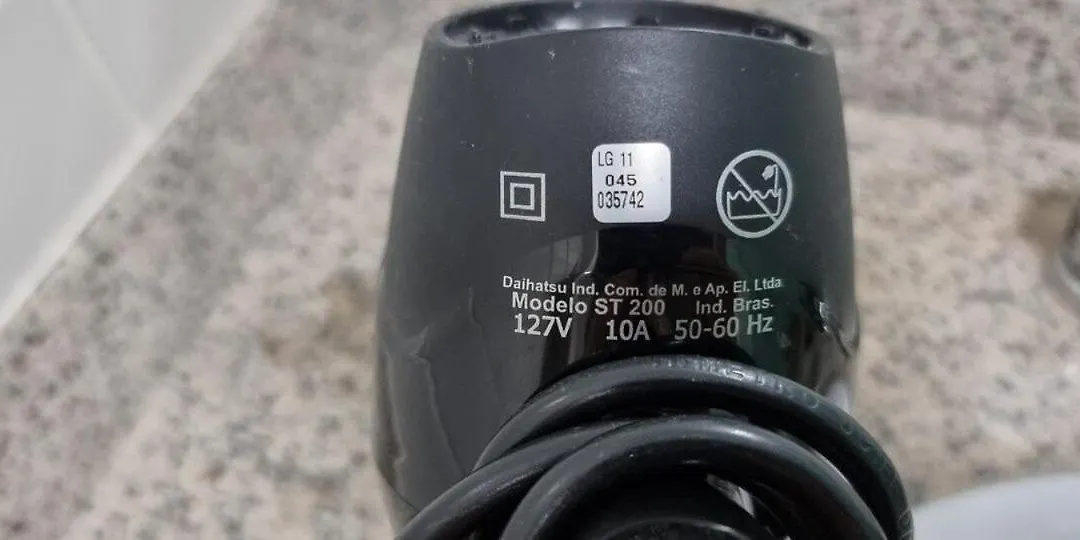 LG 11
045
035742
Daihatsu Ind. Com. de M. e Ap. El. Ltda
Modelo ST 200 Ind. Bras.
127V 10A 50-60 Hz